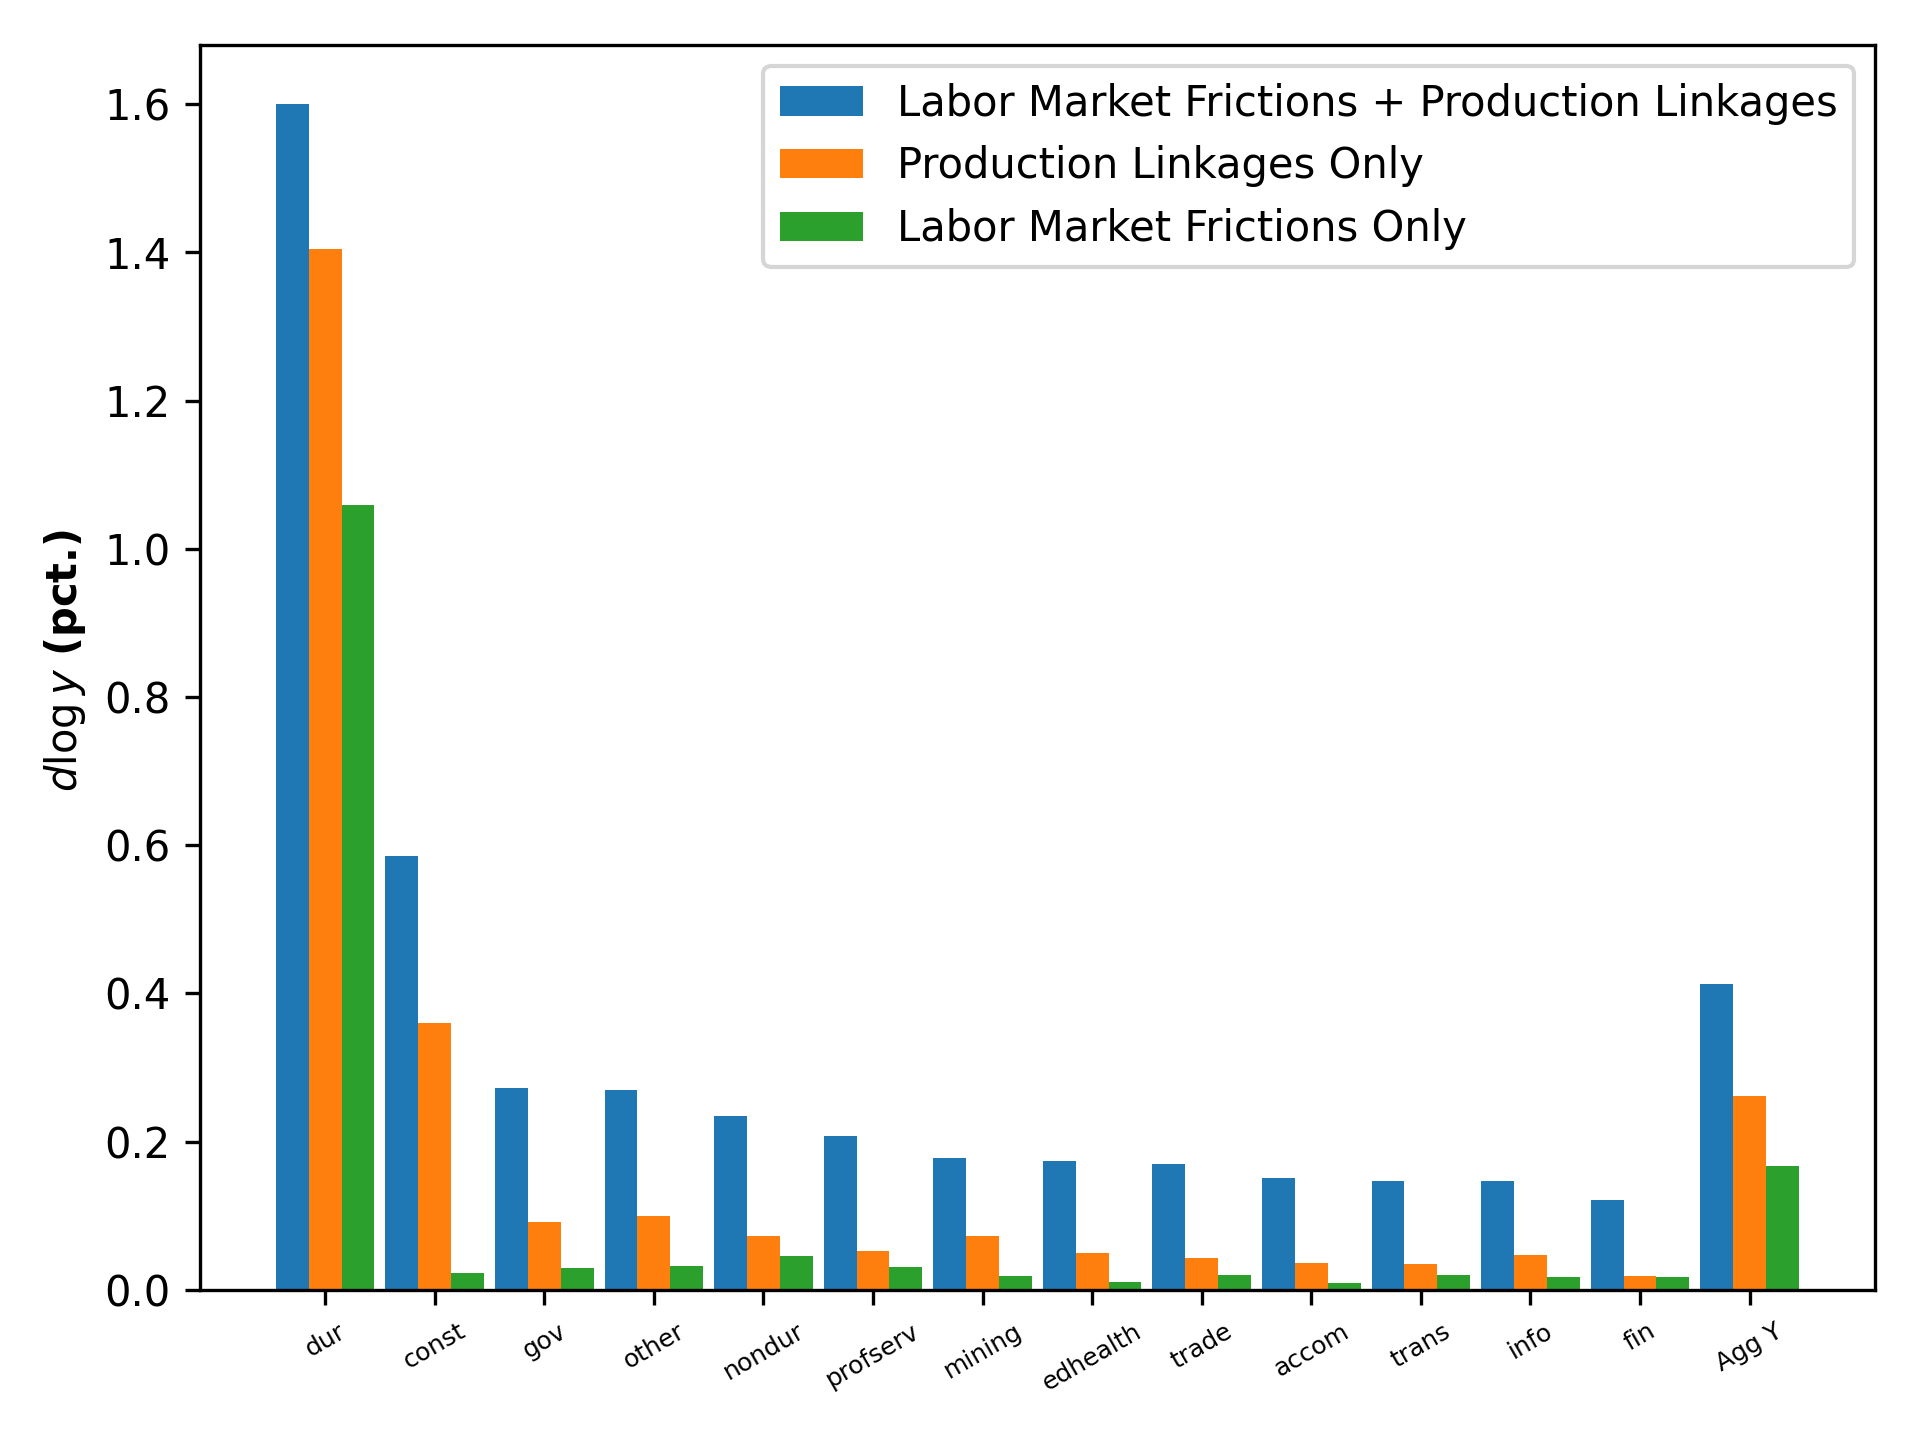 Labor Market Frictions + Production Linkages
Production Linkages Only
Labor Market Frictions Only
dlog y (pct.)
1.6
1.4
1.2
1.0
0.8
0.6
0.4
0.2
0.0
dur
const
gov
other
nondur
profserv
mining
edhealth
trade
accom
trans
info
fin
Agg Y